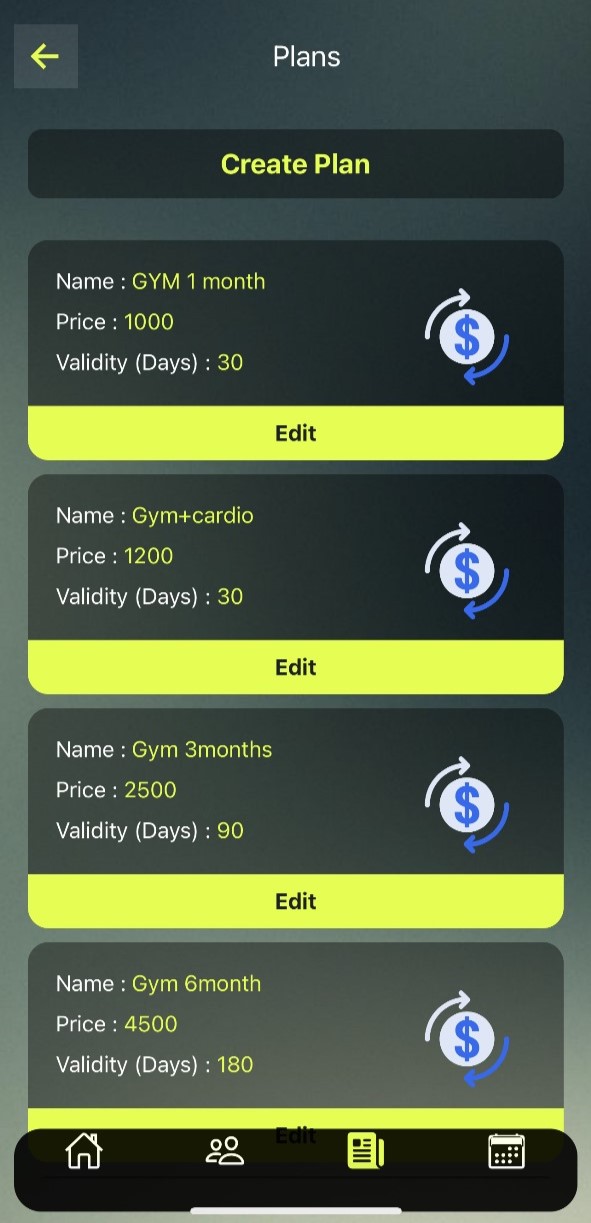 Plans
Create Plan
Name : GYM 1 month
Price : 1000
Validity (Days) : 30
Edit
Name : Gym+cardio
Price : 1200
Validity (Days) : 30
Edit
Name : Gym 3months
Price : 2500
Validity (Days) : 90
Edit
Name : Gym 6month
Price : 4500
Validity (Days) : 180
Edit